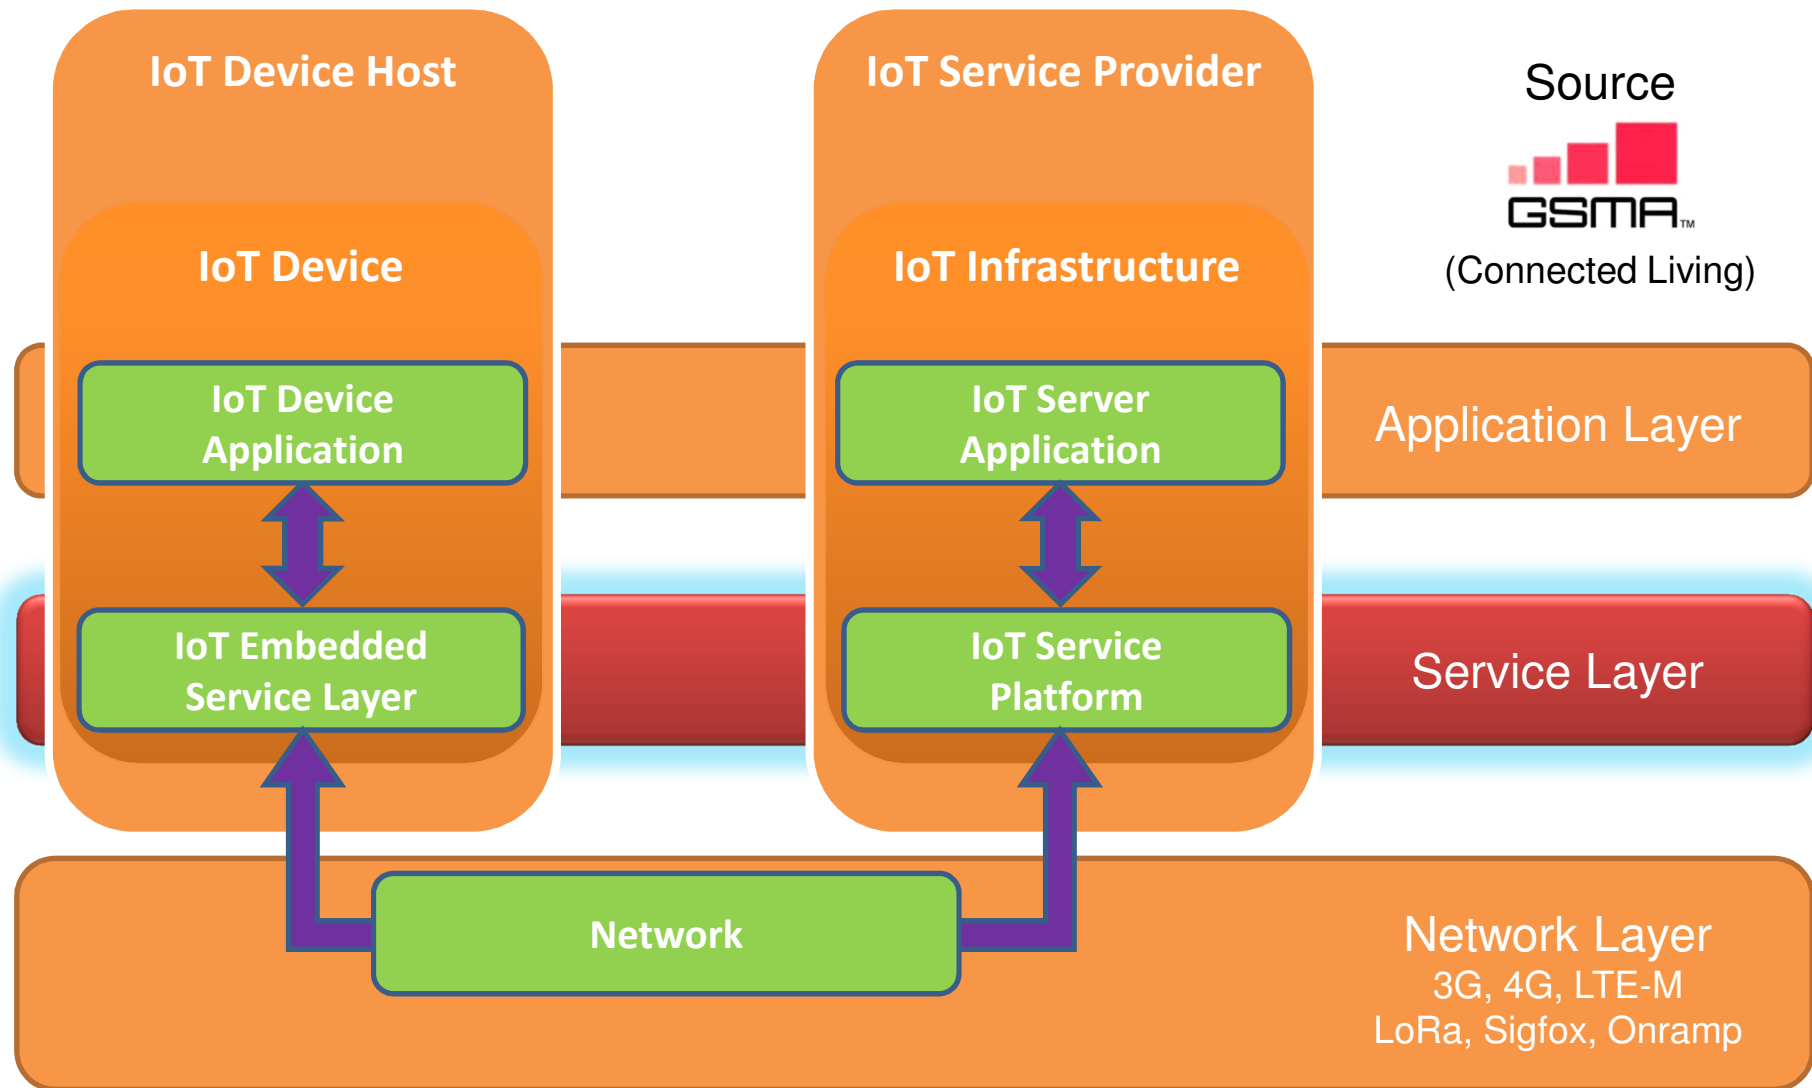 IoT Device Host
IoT Service Provider
Source
GSMA™
(Connected Living)
IoT Device
IoT Infrastructure
IoT Device
Application
IoT Server
Application
Application Layer
IoT Embedded
Service Layer
IoT Service
Platform
Service Layer
Network
Network Layer
3G, 4G, LTE-M
LoRa, Sigfox, Onramp